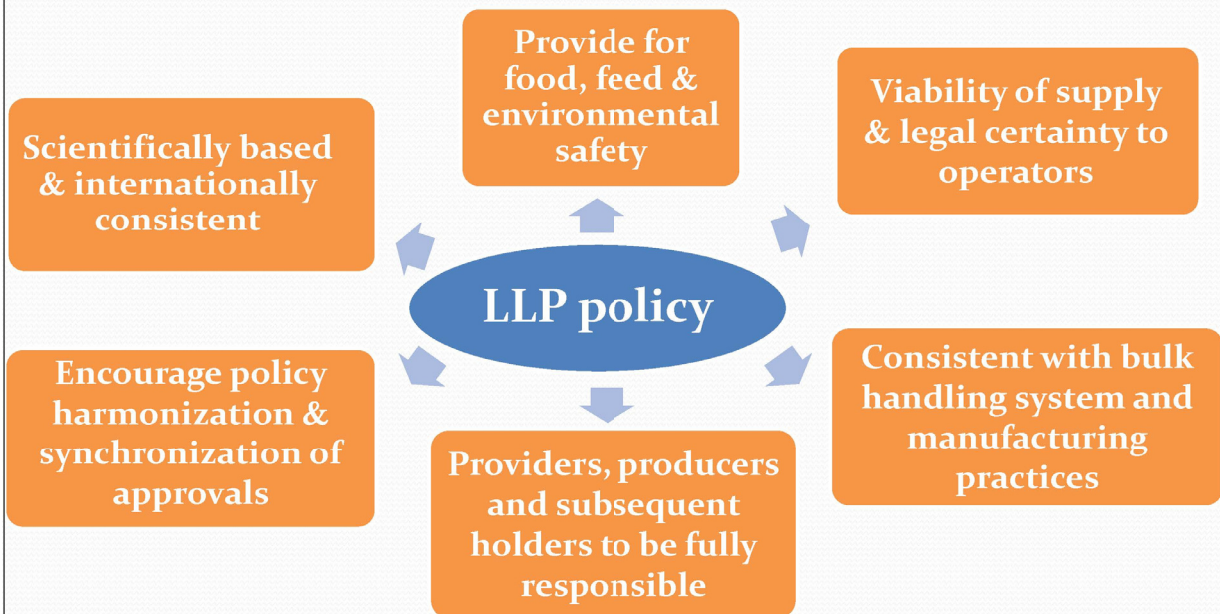 Provide for
food, feed &
environmental
safety
Viability of supply
& legal certainty to
operators
Scientifically based
& internationally
consistent
LLP policy
Encourage policy
harmonization &
synchronization of
approvals
Consistent with bulk
handling system and
manufacturing
practices
Providers, producers
and subsequent
holders to be fully
responsible